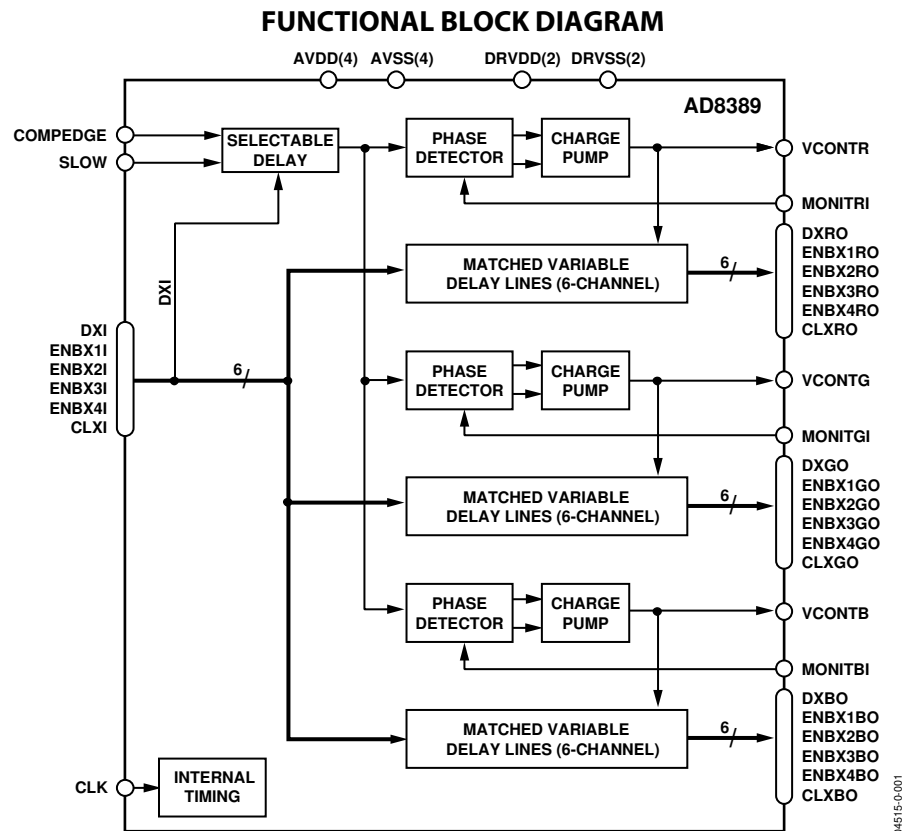 FUNCTIONAL BLOCK DIAGRAM
AVDD(4) AVSS(4) DRVDD(2) DRVSS(2)
AD8389
COMPEDGE
SLOW
SELECTABLE
DELAY
PHASE
DETECTOR
CHARGE
PUMP
VCONTR
MONITRI
DXI
MATCHED VARIABLE
DELAY LINES (6-CHANNEL)
6
DXRO
ENBX1RO
ENBX2RO
ENBX3RO
ENBX4RO
CLXRO
DXI
ENBX1I
ENBX2I
ENBX3I
ENBX4I
CLXI
6
PHASE
DETECTOR
CHARGE
PUMP
VCONTG
MONITGI
MATCHED VARIABLE
DELAY LINES (6-CHANNEL)
6
DXGO
ENBX1GO
ENBX2GO
ENBX3GO
ENBX4GO
CLXGO
PHASE
DETECTOR
CHARGE
PUMP
VCONTB
MONITBI
MATCHED VARIABLE
DELAY LINES (6-CHANNEL)
6
DXBO
ENBX1BO
ENBX2BO
ENBX3BO
ENBX4BO
CLXBO
CLK
INTERNAL
TIMING
04515-0-001